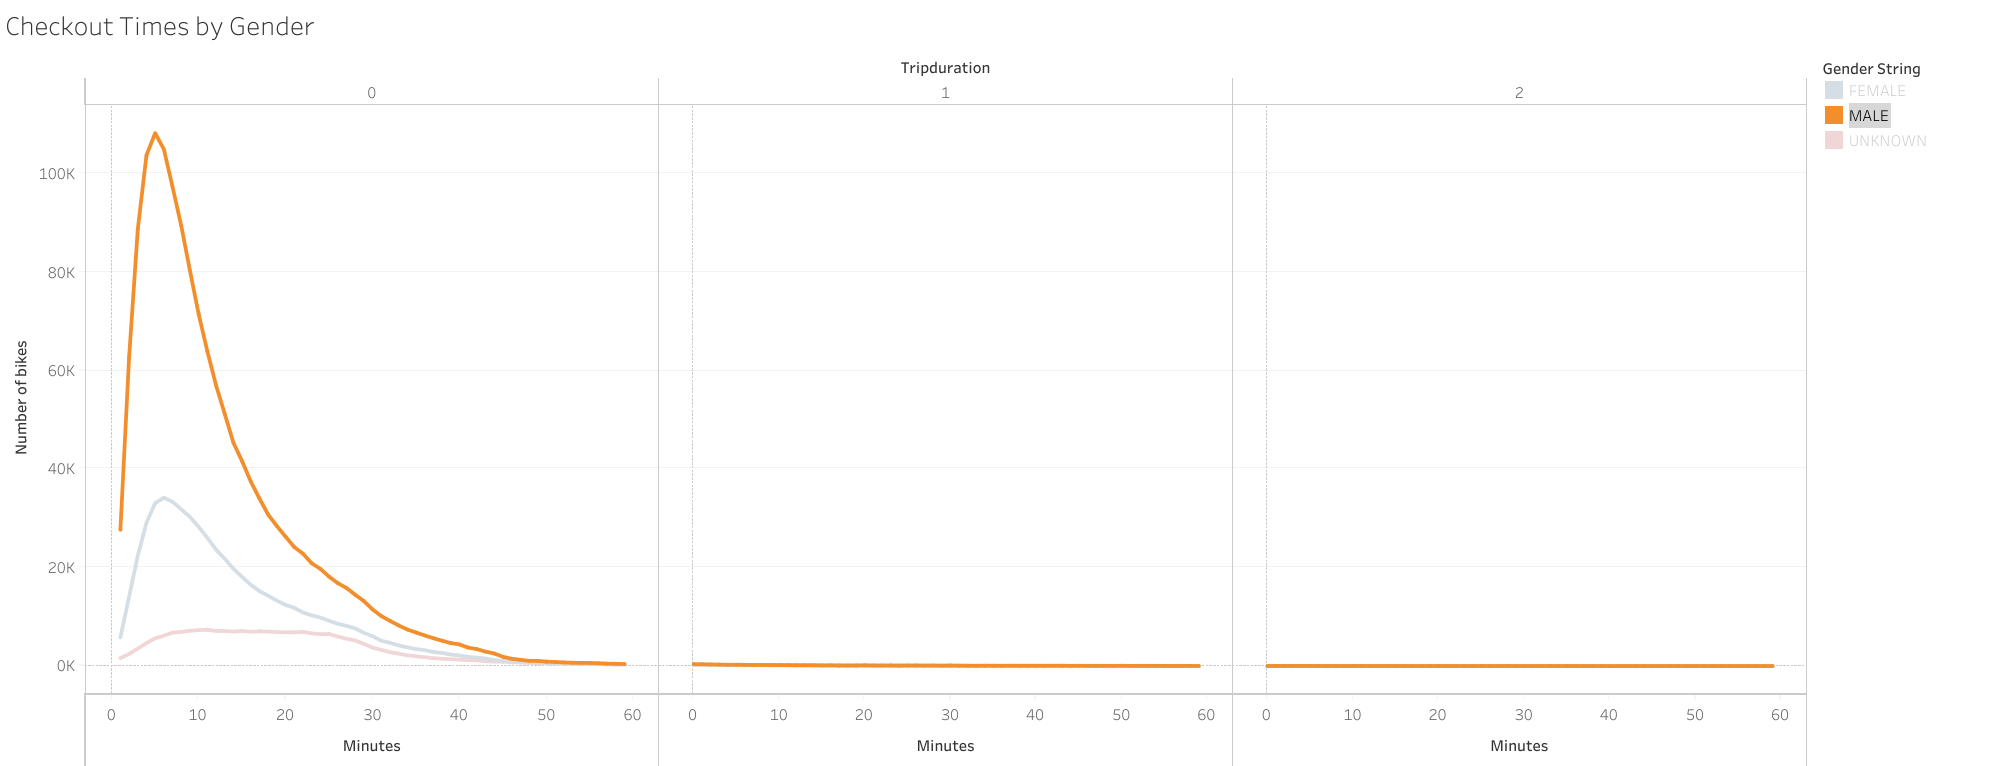 Checkout Times by Gender
Tripduration
0 1 2
Gender String
FEMALE
MALE
UNKNOWN
Number of bikes
100K
80K
60K
40K
20K
0K
0 10 20 30 40 50 60 0 10 20 30 40 50 60 0 10 20 30 40 50 60
Minutes Minutes Minutes